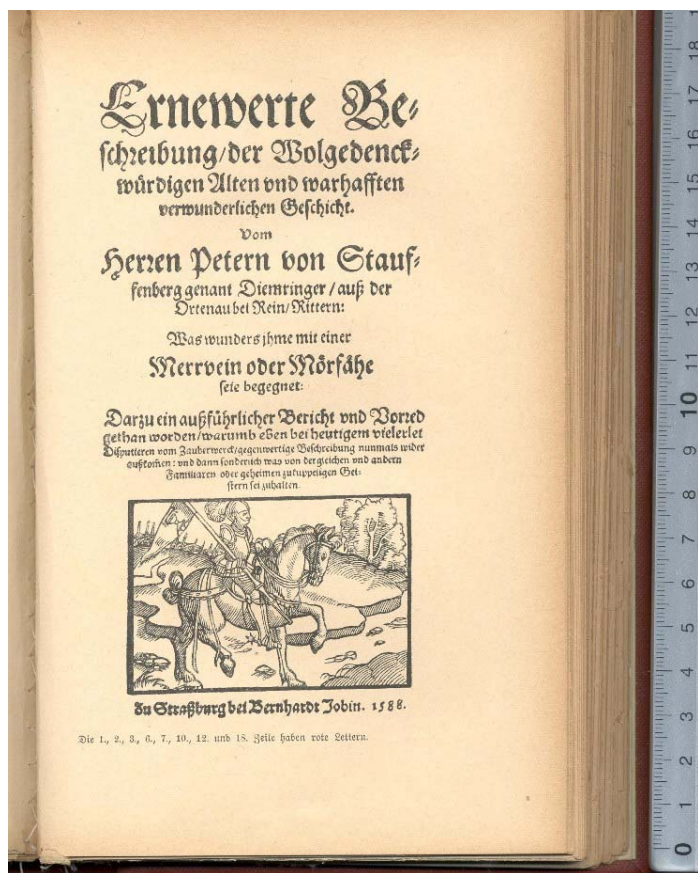 Ernewerte Be⸗
schreibung/der Wolgedenck⸗
würdigen Alten vnd warhafften
verwunderlichen Geschicht.
Vom
Herren Petern von Stauf⸗
fenberg genant Diemringer/auß der
Ortenau bei Rein/Rittern:
Was wunders jhme mit einer
Merrvein oder Mörfähe
seie begegnet:
Darzu ein außführlicher Bericht vnd Vorred
gethan worden/warumb eben bei heutigem vielerlei
Disputieren vom Zauberwerck/gegenwertige Beschreibung nunmals wider
außkom̄en: vnd dann sonderlich was von dergleichen vnd andern
Familiaren oder geheimen zukuppeligen Gei⸗
stern sei zuhalten.
Zu Straßburg bei Bernhardt Jobin. 1588.
Die 1., 2., 3., 6., 7., 10., 12. und 18. Zeile haben rote Lettern.
0 1 2 3 4 5 6 7 8 9 10 11 12 13 14 15 16 17 18